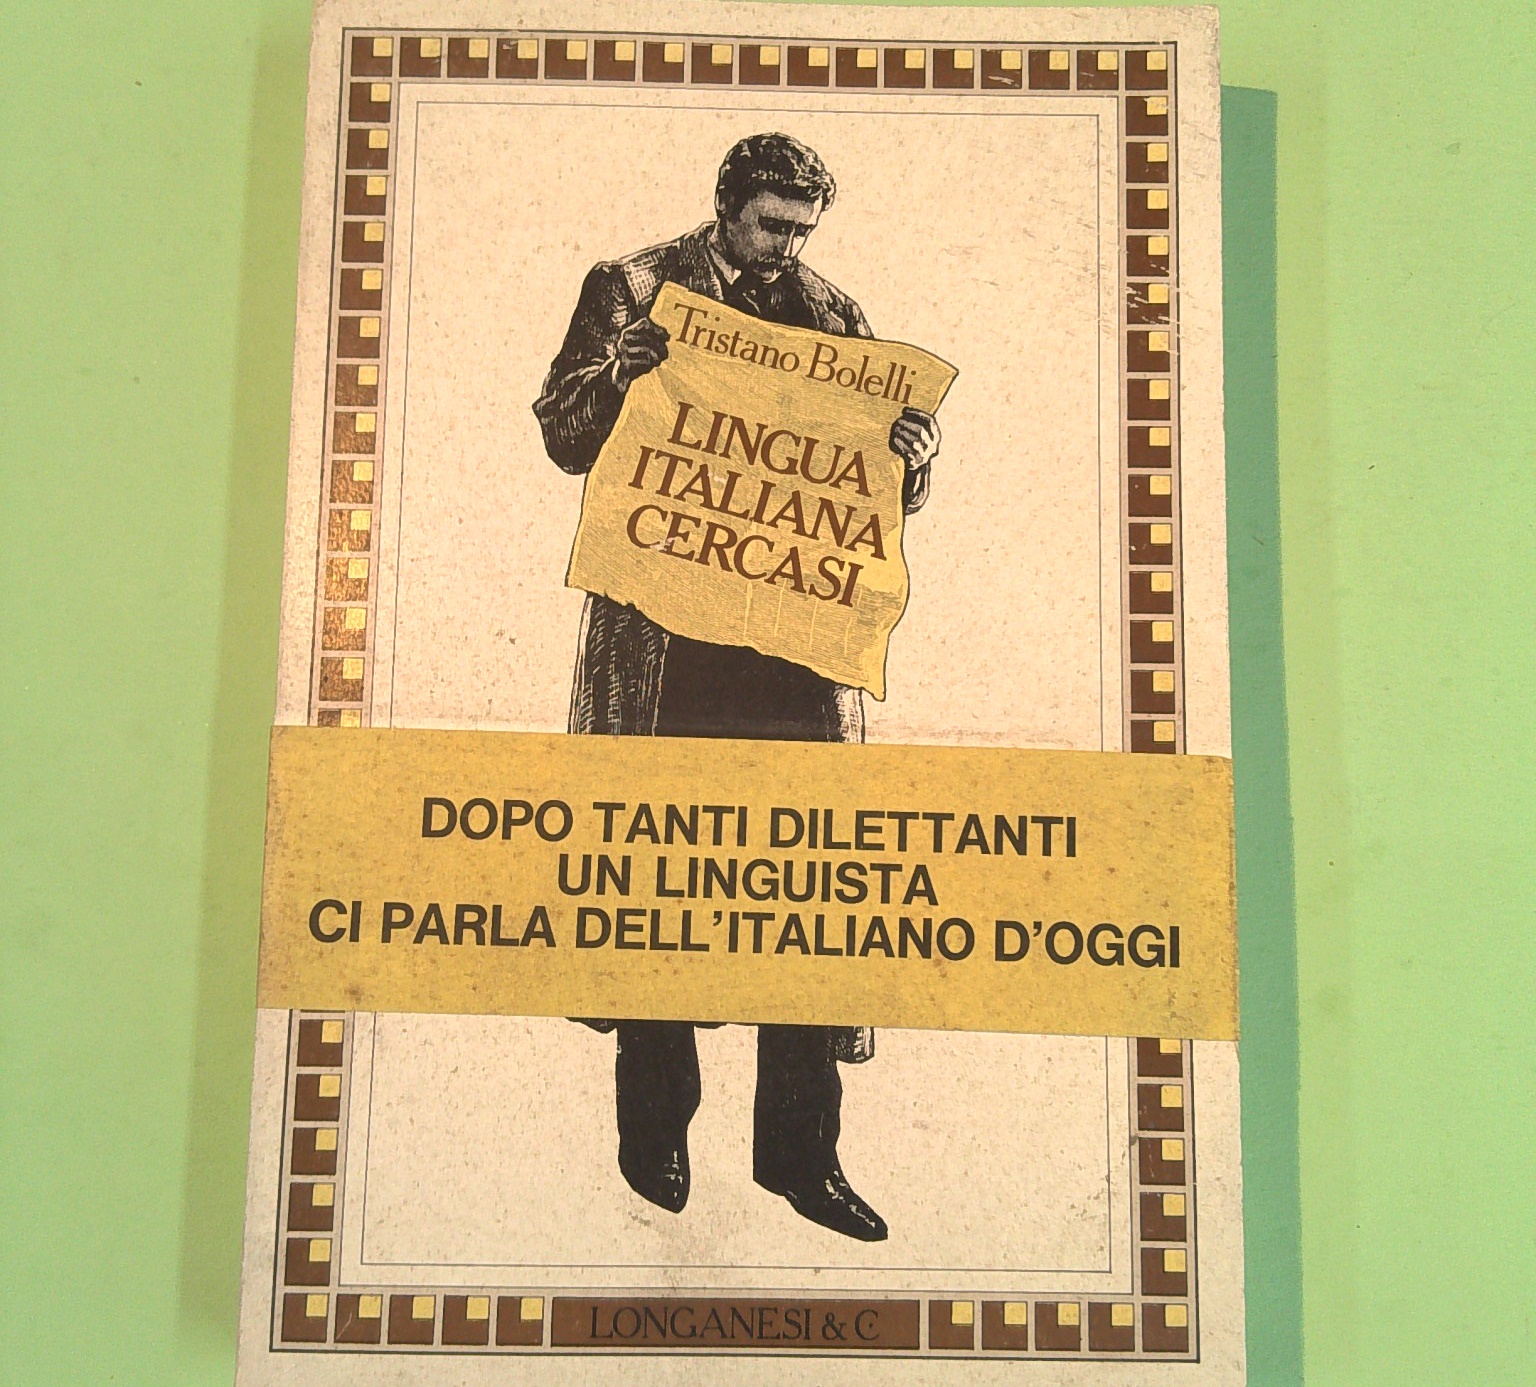 Tristano Bolelli
LINGUA
ITALIANA
CERCASI
DOPO TANTI DILETTANTI
UN LINGUISTA
CI PARLA DELL'ITALIANO D'OGGI
LONGANESI & C.